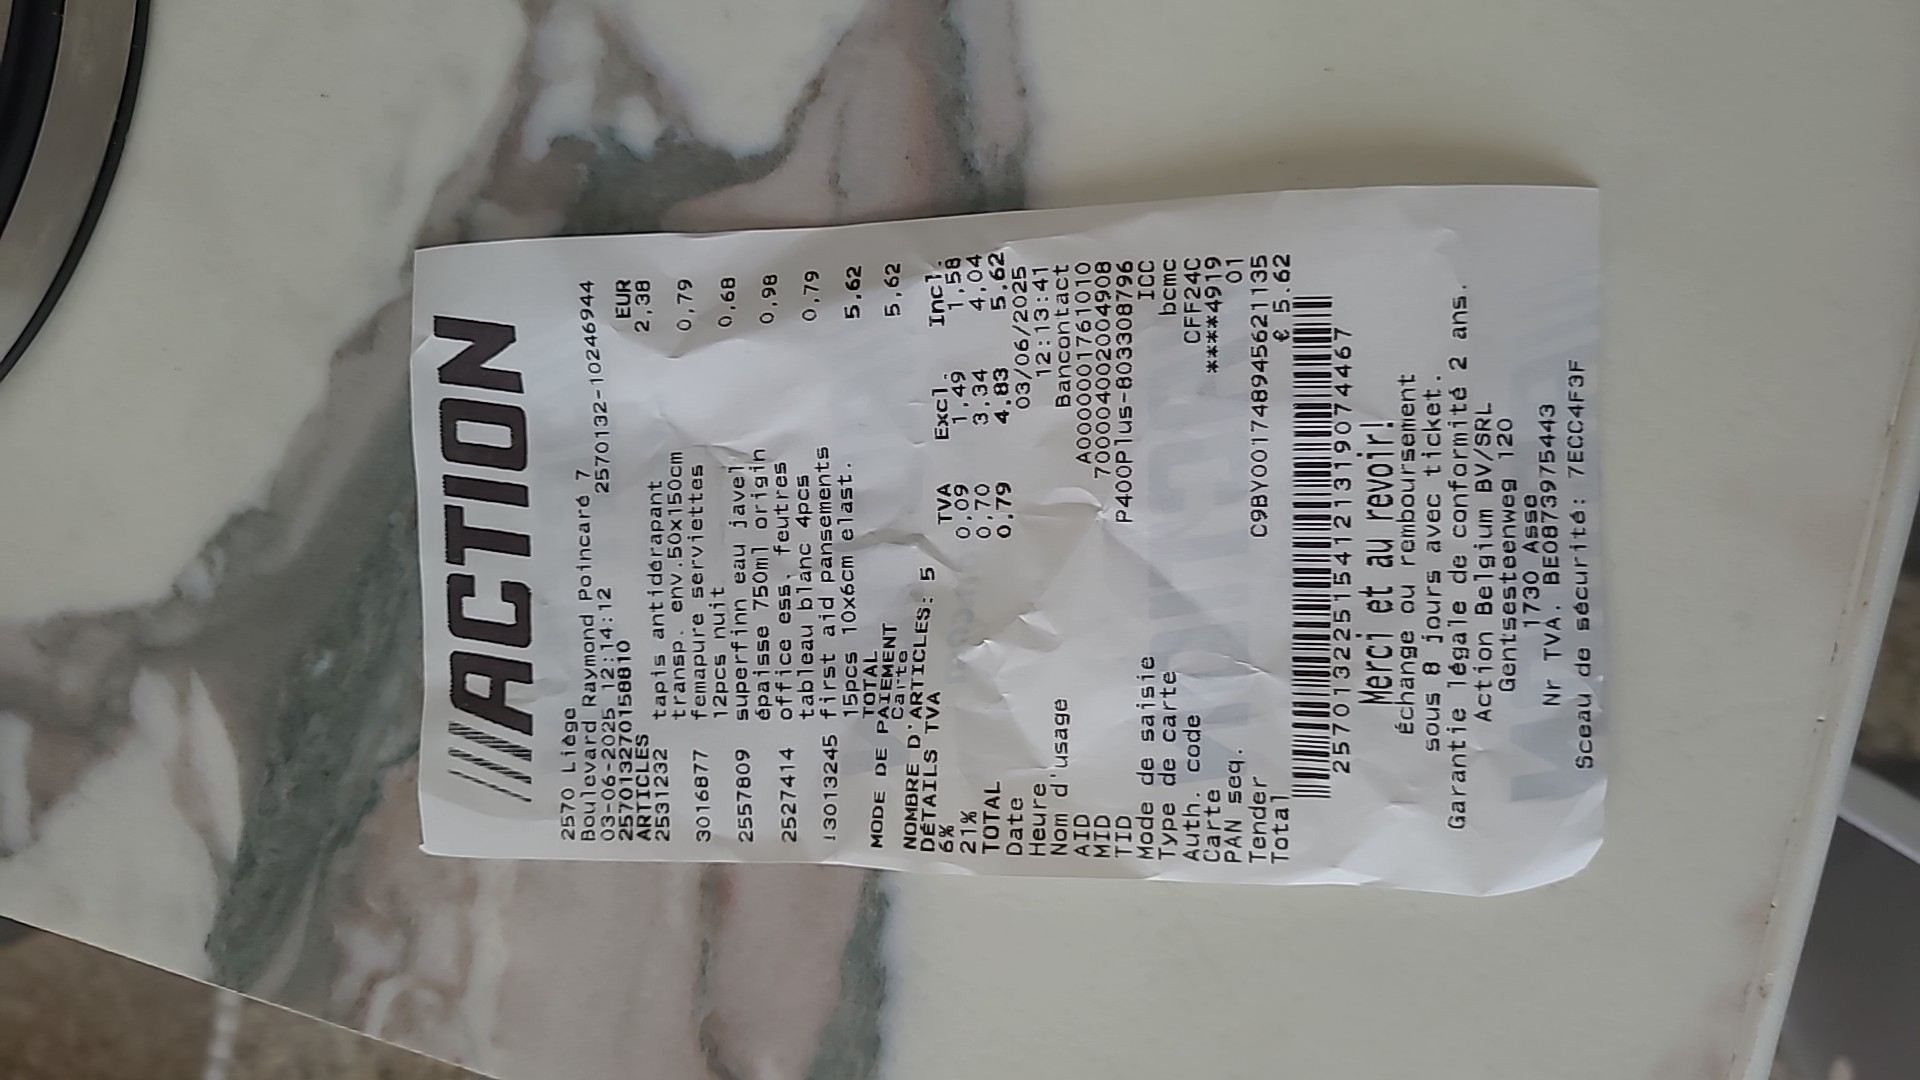 ACTION
2570 Liège
Boulevard Raymond Poincaré 7
03-06-2025 12:14:12 2570132-10246944
2570132701588​10
ARTICLES EUR
2531232 tapis antidérapant 2,38
transp. env.50x150cm
3016877 femapure serviettes 0,79
12pcs nuit
2557809 superfinn eau javel 0,68
épaisse 750ml origin
2527414 office ess. feutres 0,98
tableau blanc 4pcs
13013245 first aid pansements 0,79
15pcs 10x6cm elast.
TOTAL 5,62
MODE DE PAIEMENT
Carte 5,62
NOMBRE D'ARTICLES: 5
DÉTAILS TVA
TVA Excl. Incl.
6% 0,09 1,49 1,58
21% 0,70 3,34 4,04
TOTAL 0,79 4,83 5,62
Date 03/06/2025
Heure 12:13:41
Nom d'usage Bancontact
AID A0000001761010
MID 7000040020​04908
TID P400Plus-803308796
Mode de saisie ICC
Type de carte bcmc
Auth. code CFF24C
Carte ****4919
PAN seq. 01
Tender C9BY001748945621135
Total € 5.62
2570132251541213190​74467
Merci et au revoir!
échange ou remboursement
sous 8 jours avec ticket.
Garantie légale de conformité 2 ans.
Action Belgium BV/SRL
Gentsesteenweg 120
1730 Asse
Nr TVA. BE0873975443
Sceau de sécurité: 7ECC4F3F